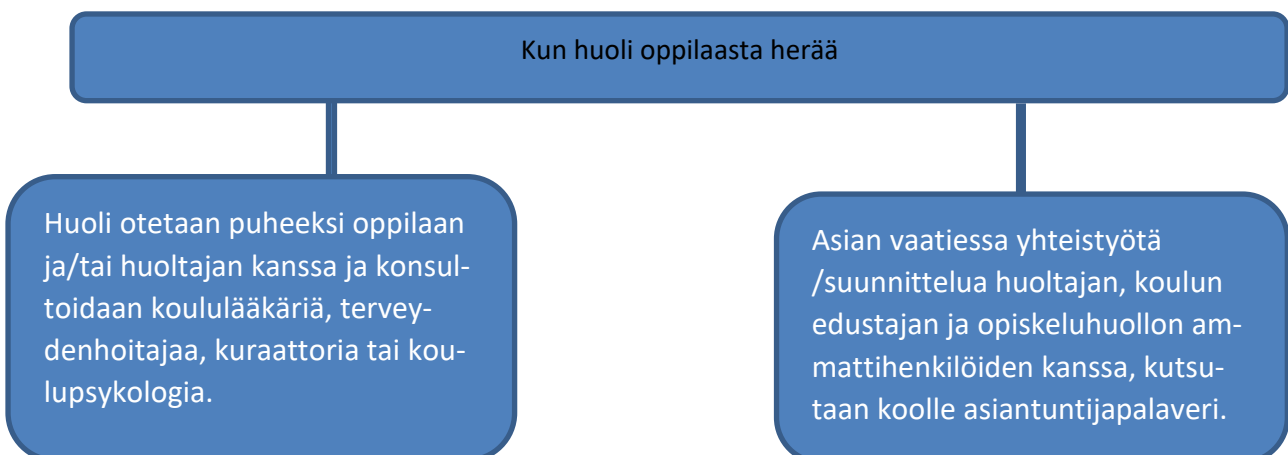 Kun huoli oppilaasta herää
Huoli otetaan puheeksi oppilaan
ja/tai huoltajan kanssa ja konsul-
toidaan koululääkäriä, tervey-
denhoitajaa, kuraattoria tai kou-
lupsykologia.
Asian vaatiessa yhteistyötä
/suunnittelua huoltajan, koulun
edustajan ja opiskeluhuollon am-
mattihenkilöiden kanssa, kutsu-
taan koolle asiantuntijapalaveri.